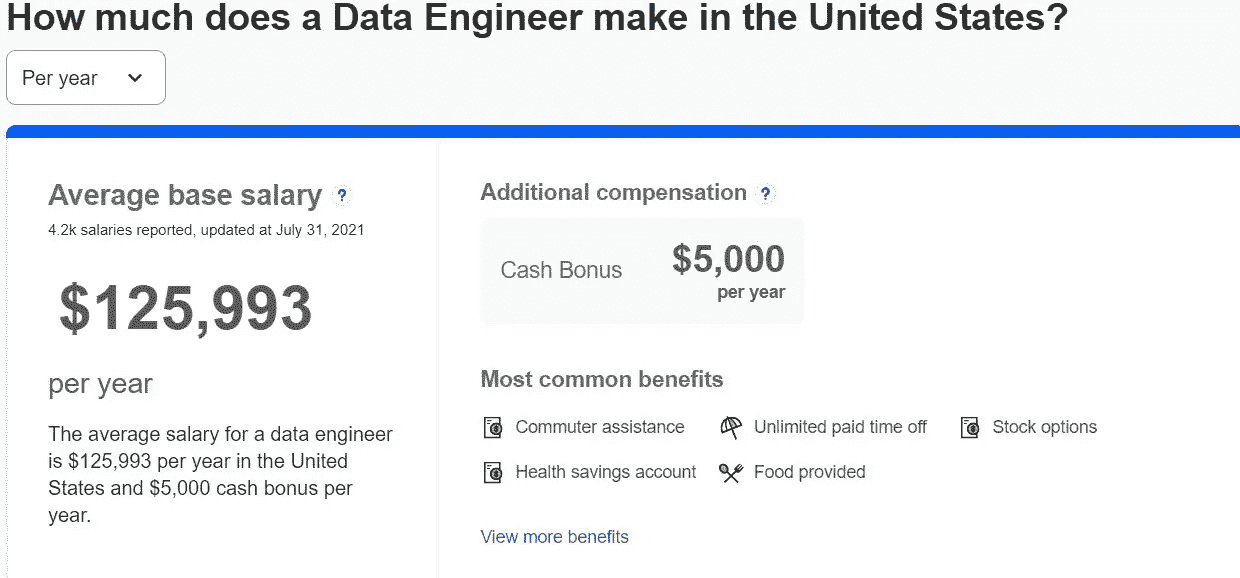 How much does a Data Engineer make in the United States?
Per year
Average base salary ?
4.2k salaries reported, updated at July 31, 2021
$125,993
per year
The average salary for a data engineer
is $125,993 per year in the United
States and $5,000 cash bonus per
year.
Additional compensation ?
Cash Bonus
$5,000
per year
Most common benefits
Commuter assistance
Unlimited paid time off
Stock options
Health savings account
Food provided
View more benefits